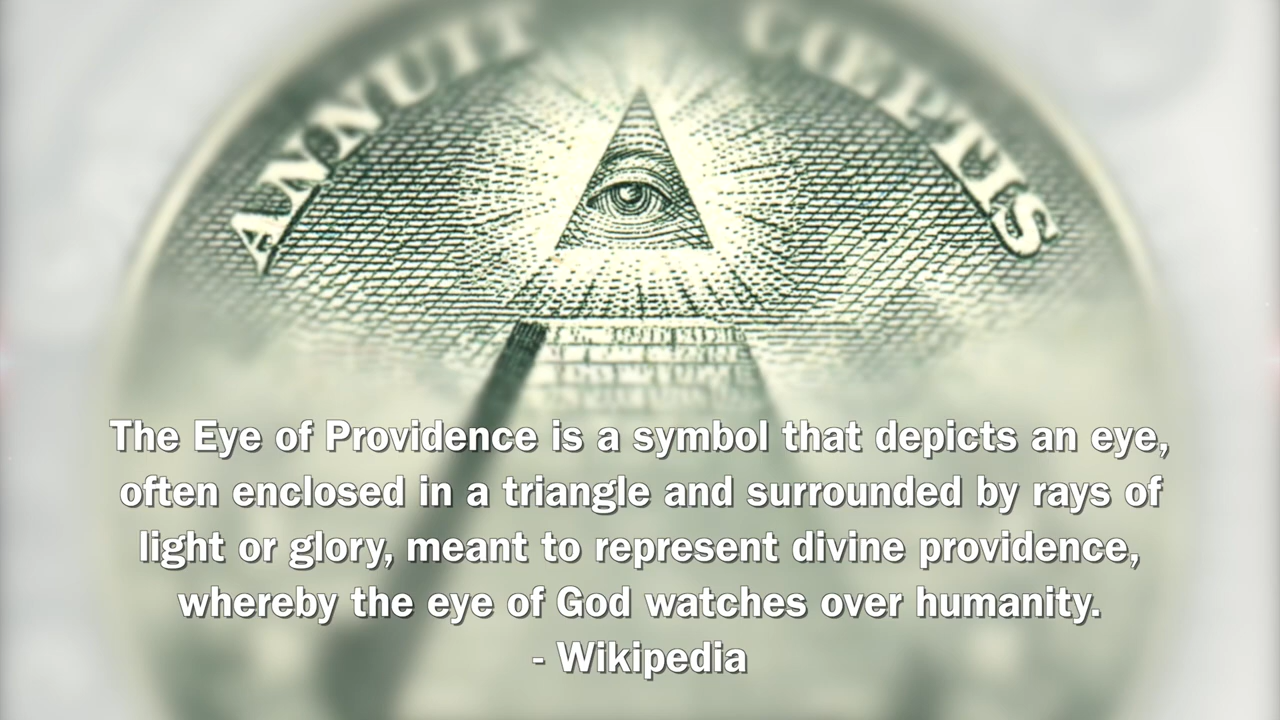 ANNUIT CŒPTIS
The Eye of Providence is a symbol that depicts an eye,
often enclosed in a triangle and surrounded by rays of
light or glory, meant to represent divine providence,
whereby the eye of God watches over humanity.
- Wikipedia